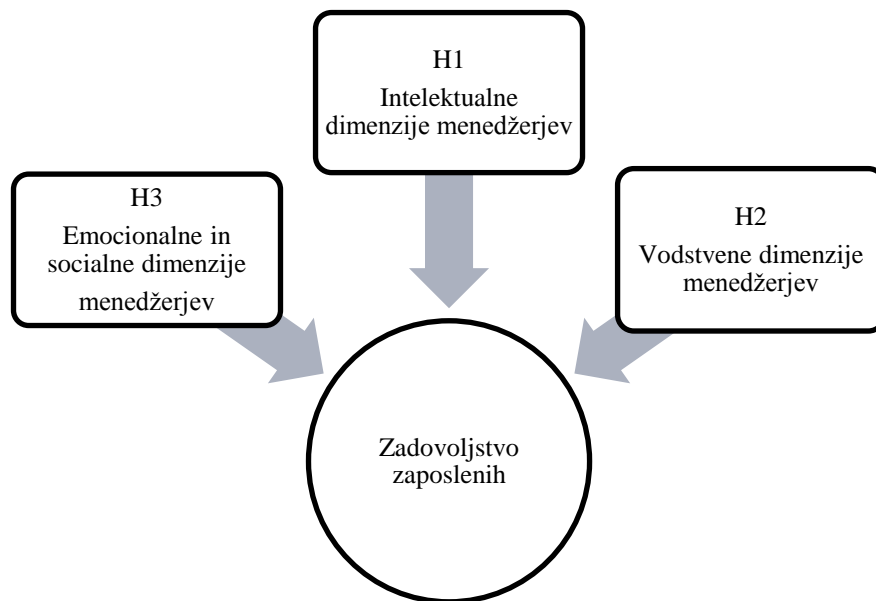 H1
Intelektualne
dimenzije menedžerjev
H3
Emocionalne in
socialne dimenzije
menedžerjev
H2
Vodstvene dimenzije
menedžerjev
Zadovoljstvo
zaposlenih